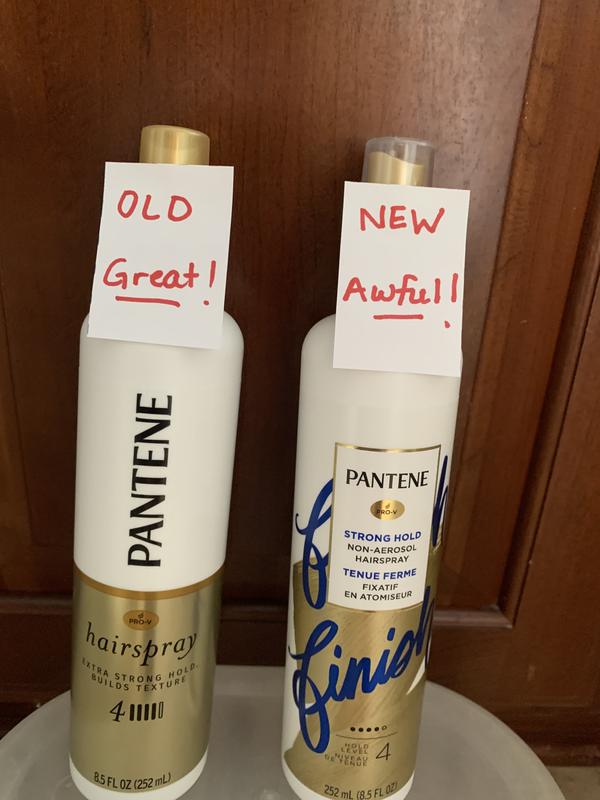 OLD
Great!
PANTENE
PRO-V
hairspray
EXTRA STRONG HOLD.
BUILDS TEXTURE
4
8.5 FL OZ (252 mL)
NEW
Awful!
PANTENE
PRO-V
STRONG HOLD
NON-AEROSOL
HAIRSPRAY
TENUE FERME
FIXATIF
EN ATOMISEUR
finish
HOLD
LEVEL
NIVEAU
DE TENUE
4
252 mL (8.5 FL OZ)